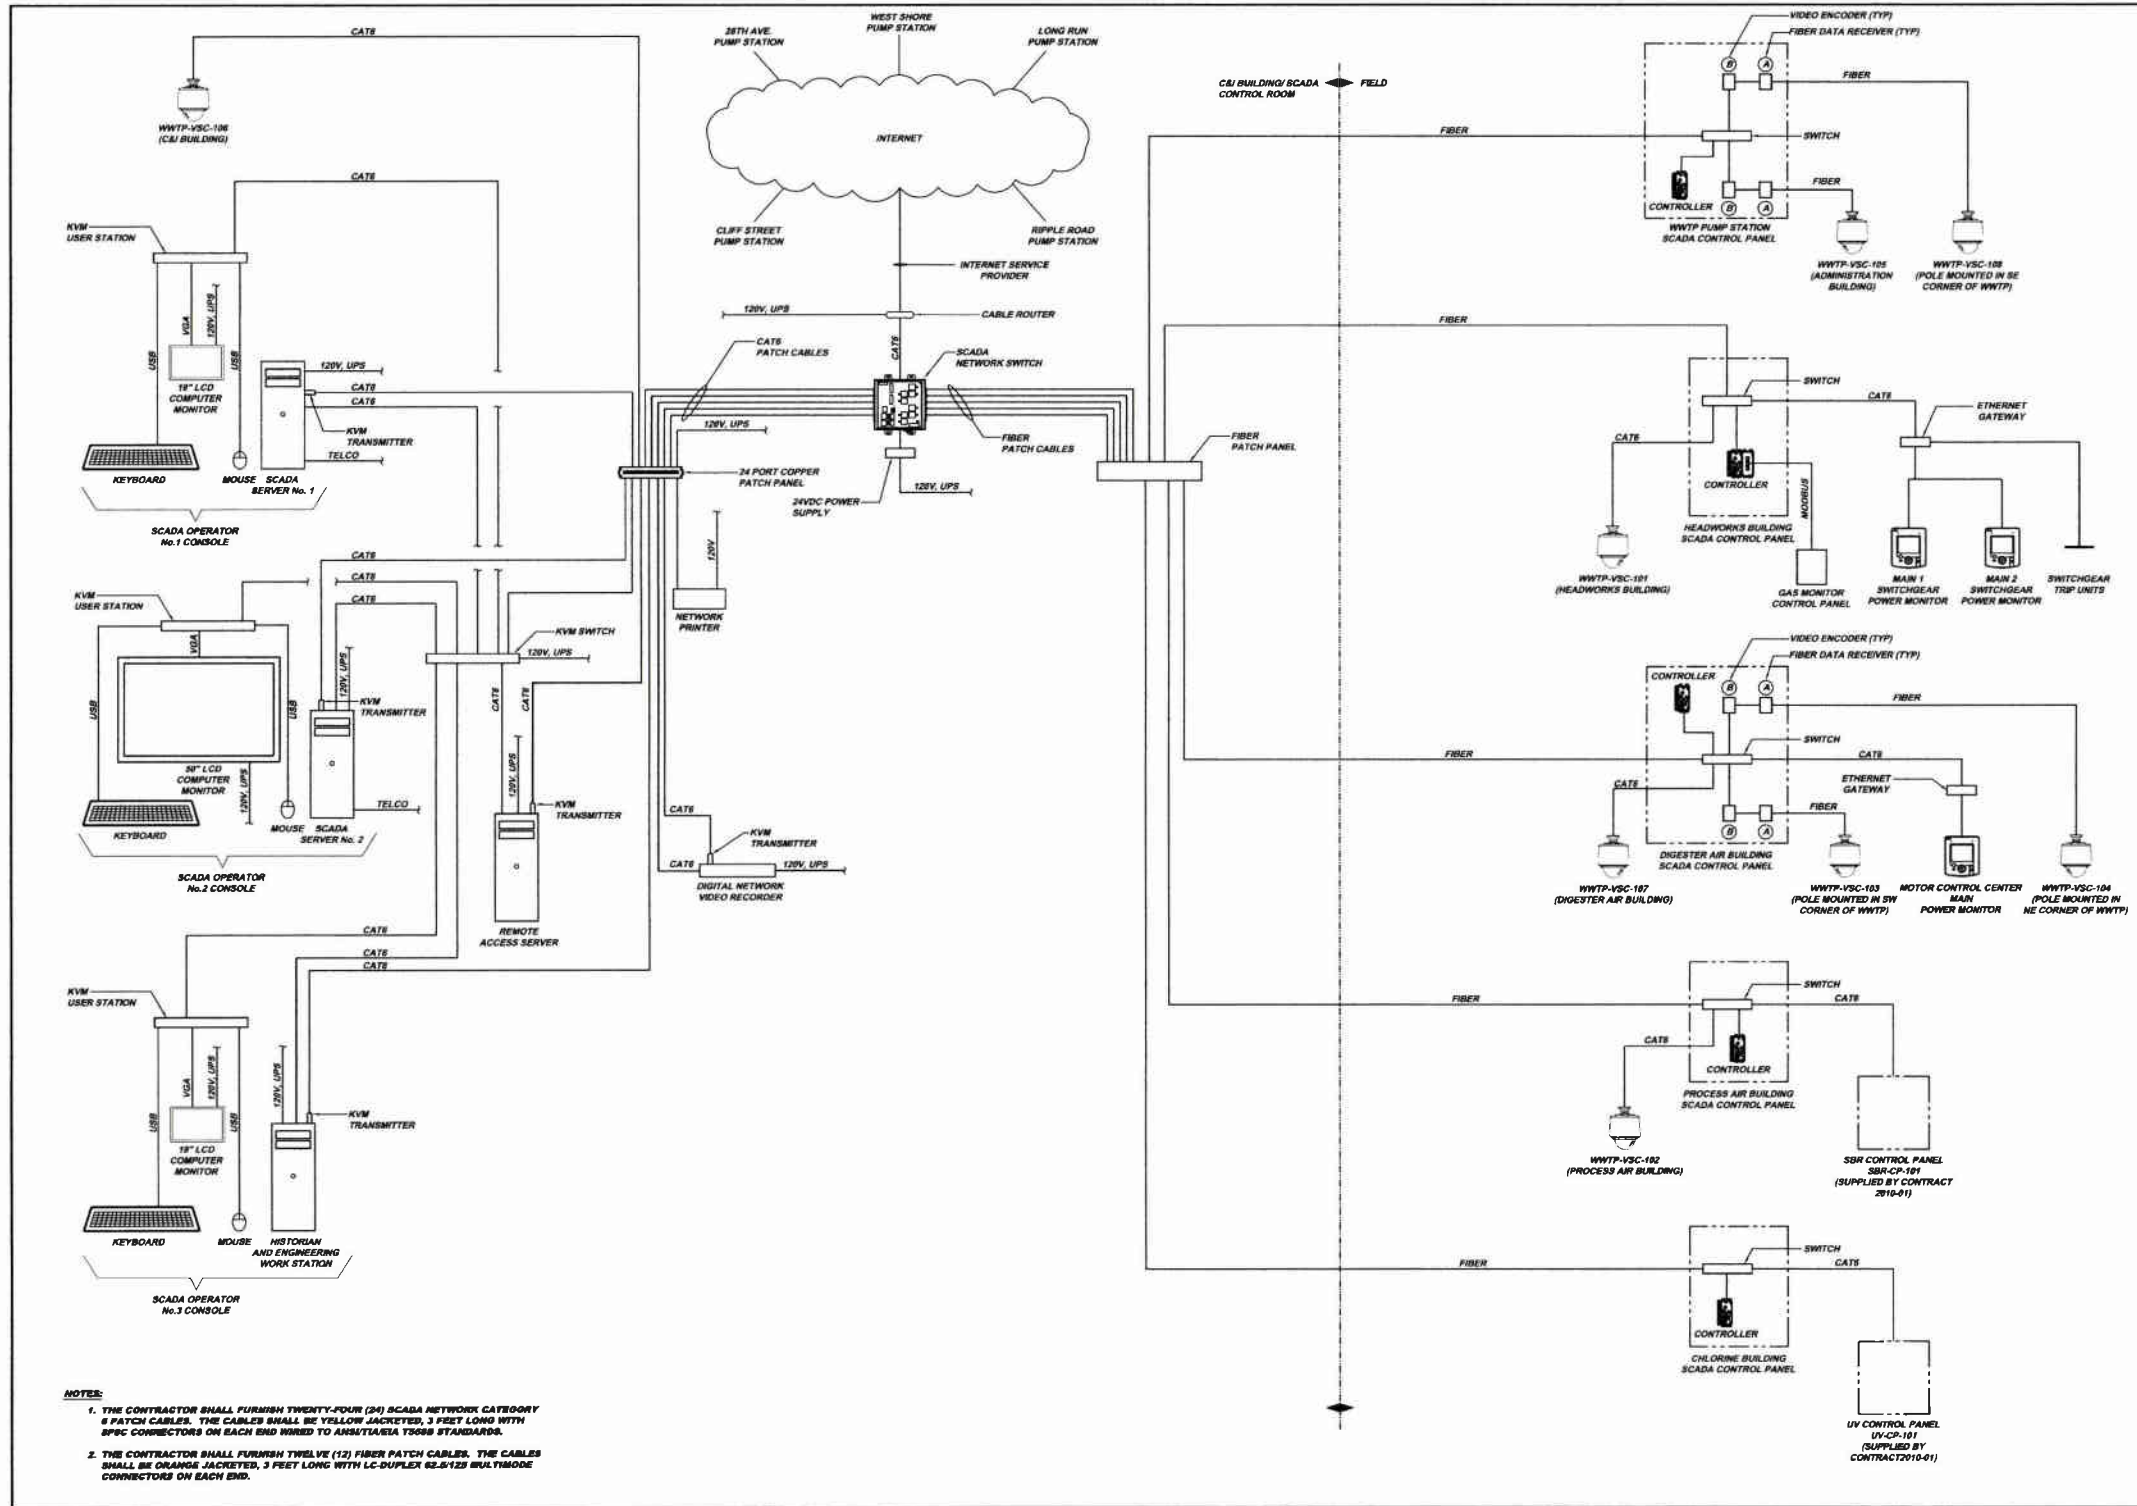 CAT6
WWTP-VSC-106
(C&I BUILDING)
28TH AVE.
PUMP STATION
WEST SHORE
PUMP STATION
LONG RUN
PUMP STATION
INTERNET
CLIFF STREET
PUMP STATION
RIPPLE ROAD
PUMP STATION
INTERNET SERVICE
PROVIDER
120V, UPS
CABLE ROUTER
CAT6
CAT6
PATCH CABLES
SCADA
NETWORK SWITCH
120V, UPS
FIBER
PATCH CABLES
24 PORT COPPER
PATCH PANEL
24VDC POWER
SUPPLY
120V, UPS
FIBER
PATCH PANEL
120V
NETWORK
PRINTER
CAT6
KVM
USER STATION
USB
VGA
120V, UPS
USB
19" LCD
COMPUTER
MONITOR
120V, UPS
CAT6
CAT6
KVM
TRANSMITTER
TELCO
KEYBOARD
MOUSE
SCADA
SERVER No. 1
SCADA OPERATOR
No.1 CONSOLE
CAT6
CAT6
CAT6
KVM
USER STATION
VGA
USB
USB
120V, UPS
KVM
TRANSMITTER
50" LCD
COMPUTER
MONITOR
120V, UPS
TELCO
KEYBOARD
MOUSE
SCADA
SERVER No. 2
SCADA OPERATOR
No.2 CONSOLE
KVM SWITCH
120V, UPS
CAT6
CAT6
120V, UPS
KVM
TRANSMITTER
REMOTE
ACCESS SERVER
CAT6
KVM
TRANSMITTER
CAT6
120V, UPS
DIGITAL NETWORK
VIDEO RECORDER
CAT6
CAT6
CAT6
KVM
USER STATION
USB
VGA
120V, UPS
USB
120V, UPS
KVM
TRANSMITTER
19" LCD
COMPUTER
MONITOR
KEYBOARD
MOUSE
HISTORIAN
AND ENGINEERING
WORK STATION
SCADA OPERATOR
No.3 CONSOLE
C&I BUILDING/ SCADA
CONTROL ROOM
FIELD
VIDEO ENCODER (TYP)
FIBER DATA RECEIVER (TYP)
B
A
FIBER
FIBER
SWITCH
FIBER
CONTROLLER
B
A
WWTP PUMP STATION
SCADA CONTROL PANEL
WWTP-VSC-105
(ADMINISTRATION
BUILDING)
WWTP-VSC-108
(POLE MOUNTED IN SE
CORNER OF WWTP)
FIBER
SWITCH
CAT6
ETHERNET
GATEWAY
CAT6
CONTROLLER
MODBUS
HEADWORKS BUILDING
SCADA CONTROL PANEL
WWTP-VSC-101
(HEADWORKS BUILDING)
GAS MONITOR
CONTROL PANEL
MAIN 1
SWITCHGEAR
POWER MONITOR
MAIN 2
SWITCHGEAR
POWER MONITOR
SWITCHGEAR
TRIP UNITS
VIDEO ENCODER (TYP)
FIBER DATA RECEIVER (TYP)
CONTROLLER
B
A
FIBER
SWITCH
FIBER
CAT6
CAT6
ETHERNET
GATEWAY
FIBER
B
A
DIGESTER AIR BUILDING
SCADA CONTROL PANEL
WWTP-VSC-107
(DIGESTER AIR BUILDING)
WWTP-VSC-103
(POLE MOUNTED IN SW
CORNER OF WWTP)
MOTOR CONTROL CENTER
MAIN
POWER MONITOR
WWTP-VSC-104
(POLE MOUNTED IN
NE CORNER OF WWTP)
FIBER
SWITCH
CAT6
CAT6
CONTROLLER
PROCESS AIR BUILDING
SCADA CONTROL PANEL
WWTP-VSC-102
(PROCESS AIR BUILDING)
SBR CONTROL PANEL
SBR-CP-101
(SUPPLIED BY CONTRACT
2010-01)
FIBER
SWITCH
CAT6
CONTROLLER
CHLORINE BUILDING
SCADA CONTROL PANEL
UV CONTROL PANEL
UV-CP-101
(SUPPLIED BY
CONTRACT2010-01)
NOTES:
1. THE CONTRACTOR SHALL FURNISH TWENTY-FOUR (24) SCADA NETWORK CATEGORY
6 PATCH CABLES. THE CABLES SHALL BE YELLOW JACKETED, 3 FEET LONG WITH
8P8C CONNECTORS ON EACH END WIRED TO ANSI/TIA/EIA T568B STANDARDS.
2. THE CONTRACTOR SHALL FURNISH TWELVE (12) FIBER PATCH CABLES. THE CABLES
SHALL BE ORANGE JACKETED, 3 FEET LONG WITH LC-DUPLEX 62.5/125 MULTIMODE
CONNECTORS ON EACH END.